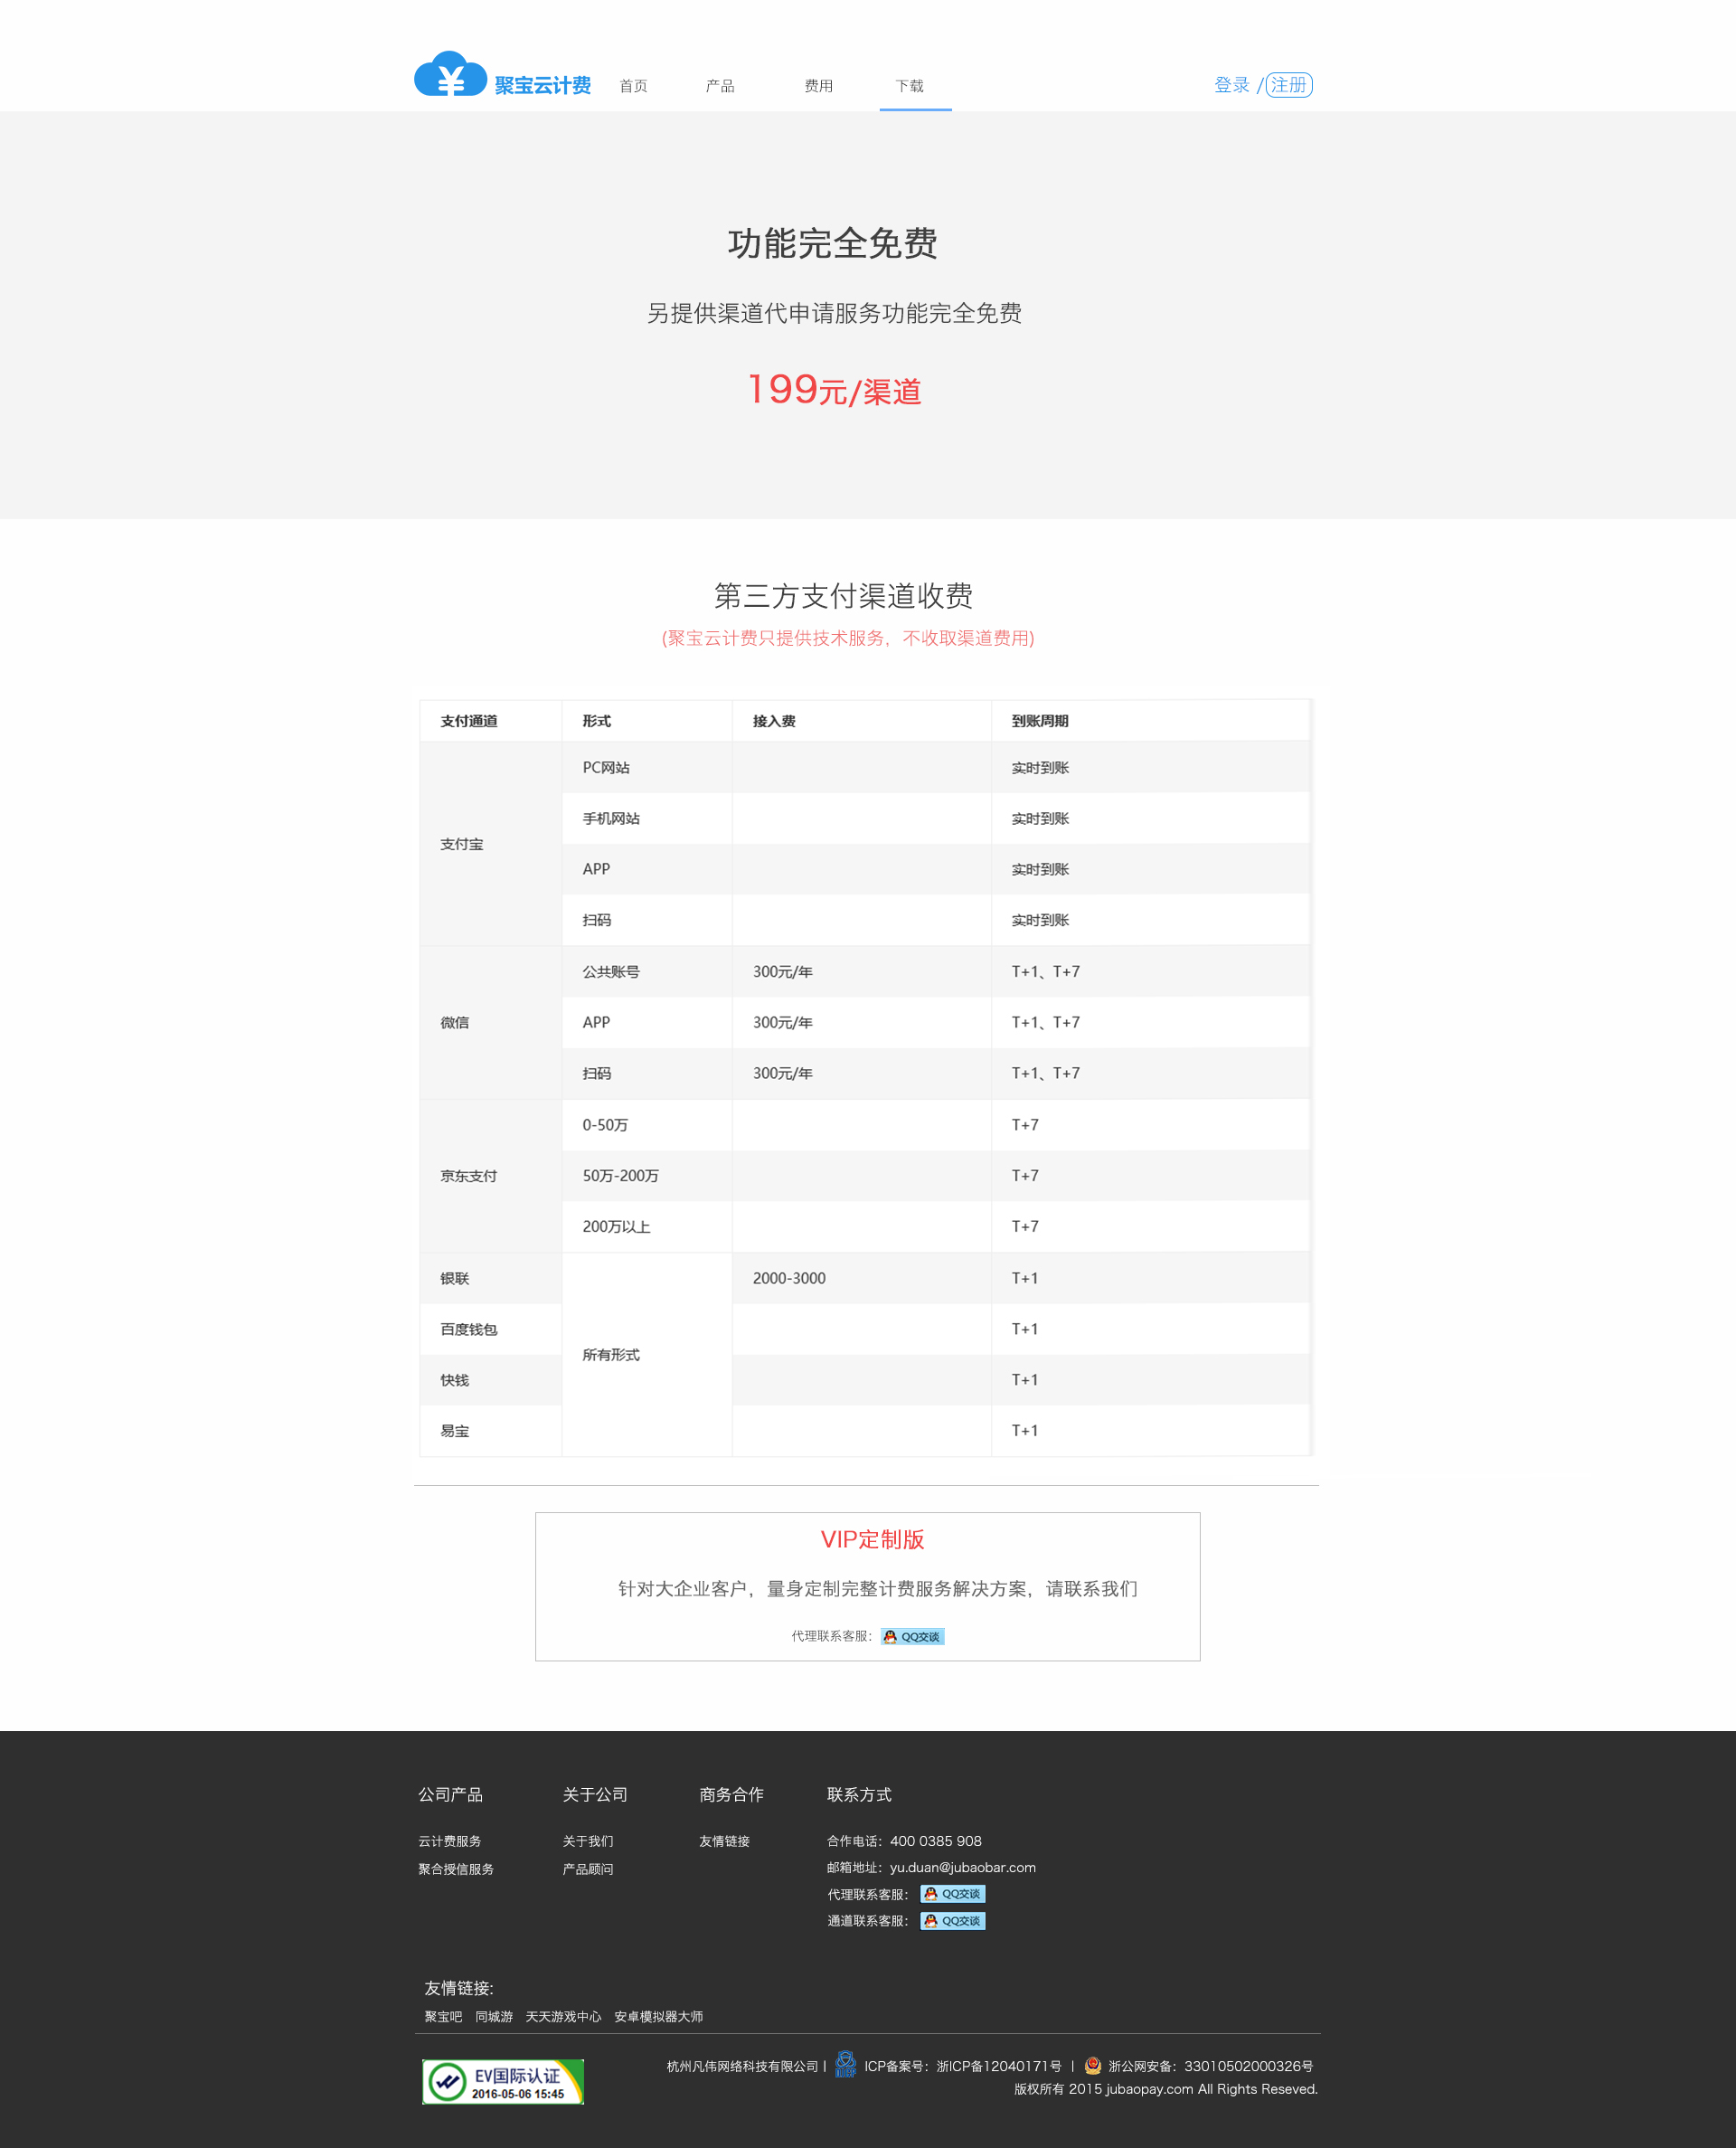 聚宝云计费 首页 产品 费用 下载 登录 / 注册
功能完全免费
另提供渠道代申请服务功能完全免费
199元/渠道
第三方支付渠道收费
(聚宝云计费只提供技术服务，不收取渠道费用)
支付通道 形式 接入费 到账周期
支付宝 PC网站 实时到账
手机网站 实时到账
APP 实时到账
扫码 实时到账
微信 公共账号 300元/年 T+1、T+7
APP 300元/年 T+1、T+7
扫码 300元/年 T+1、T+7
京东支付 0-50万 T+7
50万-200万 T+7
200万以上 T+7
银联 所有形式 2000-3000 T+1
百度钱包 T+1
快钱 T+1
易宝 T+1
VIP定制版
针对大企业客户，量身定制完整计费服务解决方案，请联系我们
代理联系客服： QQ交谈
公司产品 关于公司 商务合作 联系方式
云计费服务 关于我们 友情链接 合作电话：400 0385 908
聚合授信服务 产品顾问 邮箱地址：yu.duan@jubaobar.com
代理联系客服： QQ交谈
通道联系客服： QQ交谈
友情链接:
聚宝吧 同城游 天天游戏中心 安卓模拟器大师
EV国际认证
2016-05-06 15:45
杭州凡伟网络科技有限公司 | ICP备案号：浙ICP备12040171号 | 浙公网安备：33010502000326号
版权所有 2015 jubaopay.com All Rights Reseved.